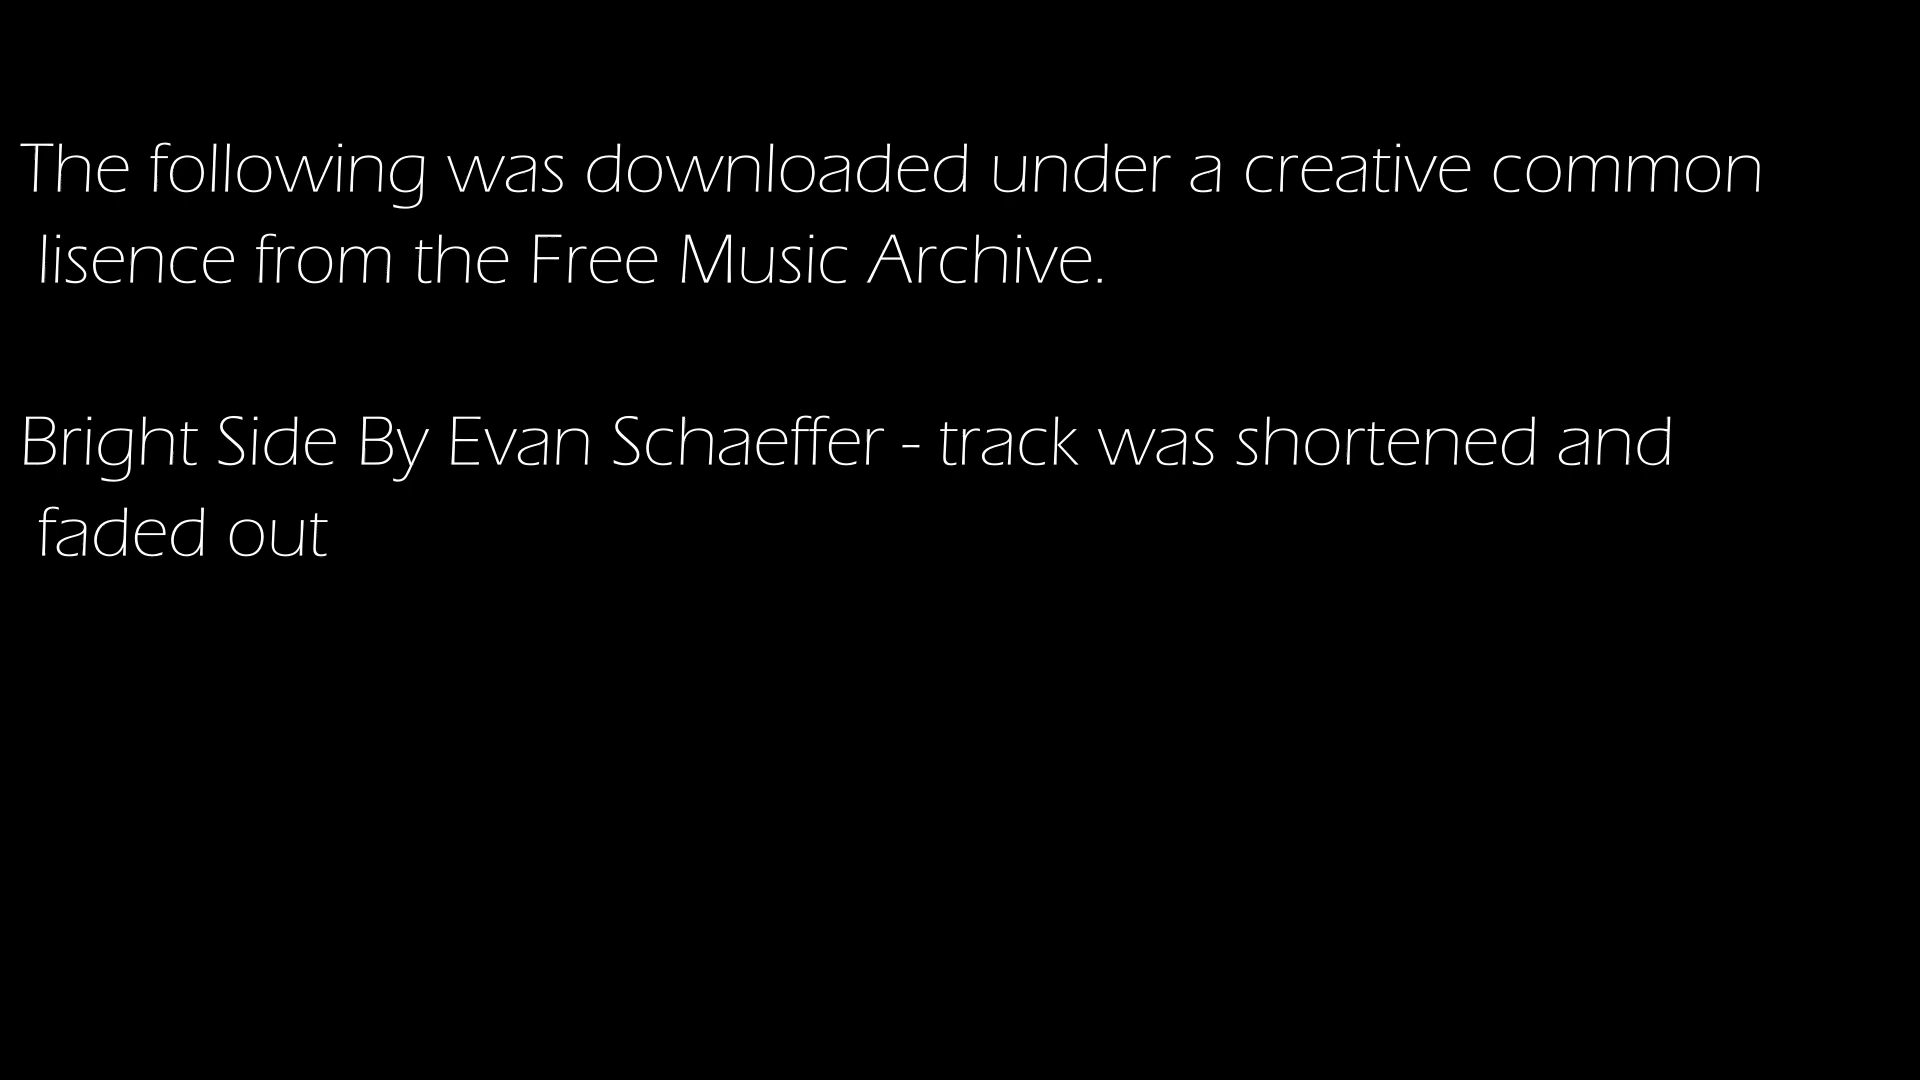 The following was downloaded under a creative common
lisence from the Free Music Archive.
Bright Side By Evan Schaeffer - track was shortened and
faded out